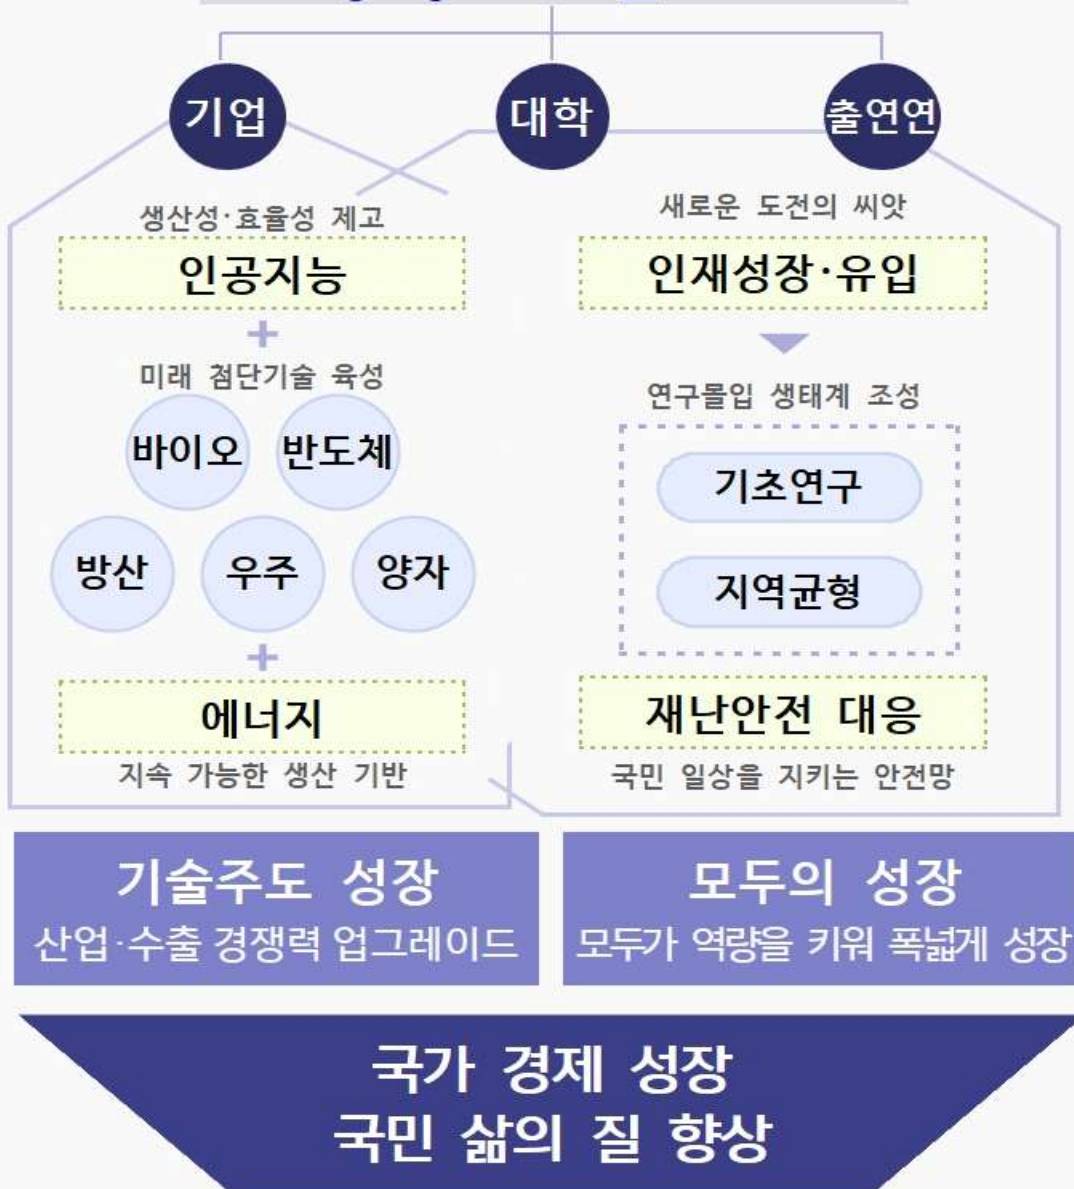 기업
대학
출연연
생산성·효율성 제고
인공지능
+
미래 첨단기술 육성
바이오
반도체
방산
우주
양자
+
에너지
지속 가능한 생산 기반
새로운 도전의 씨앗
인재성장·유입
연구몰입 생태계 조성
기초연구
지역균형
재난안전 대응
국민 일상을 지키는 안전망
기술주도 성장
산업·수출 경쟁력 업그레이드
모두의 성장
모두가 역량을 키워 폭넓게 성장
국가 경제 성장
국민 삶의 질 향상